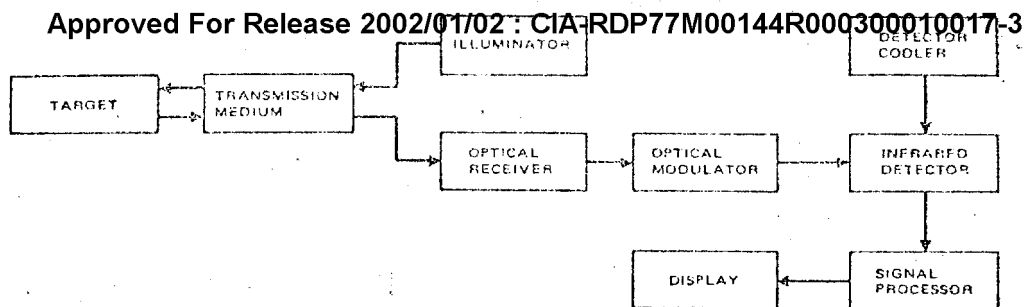 Approved For Release 2002/01/02 : CIA-RDP77M00144R000300010017-3
ILLUMINATOR
DETECTOR
COOLER
TARGET
TRANSMISSION
MEDIUM
OPTICAL
RECEIVER
OPTICAL
MODULATOR
INFRARED
DETECTOR
DISPLAY
SIGNAL
PROCESSOR